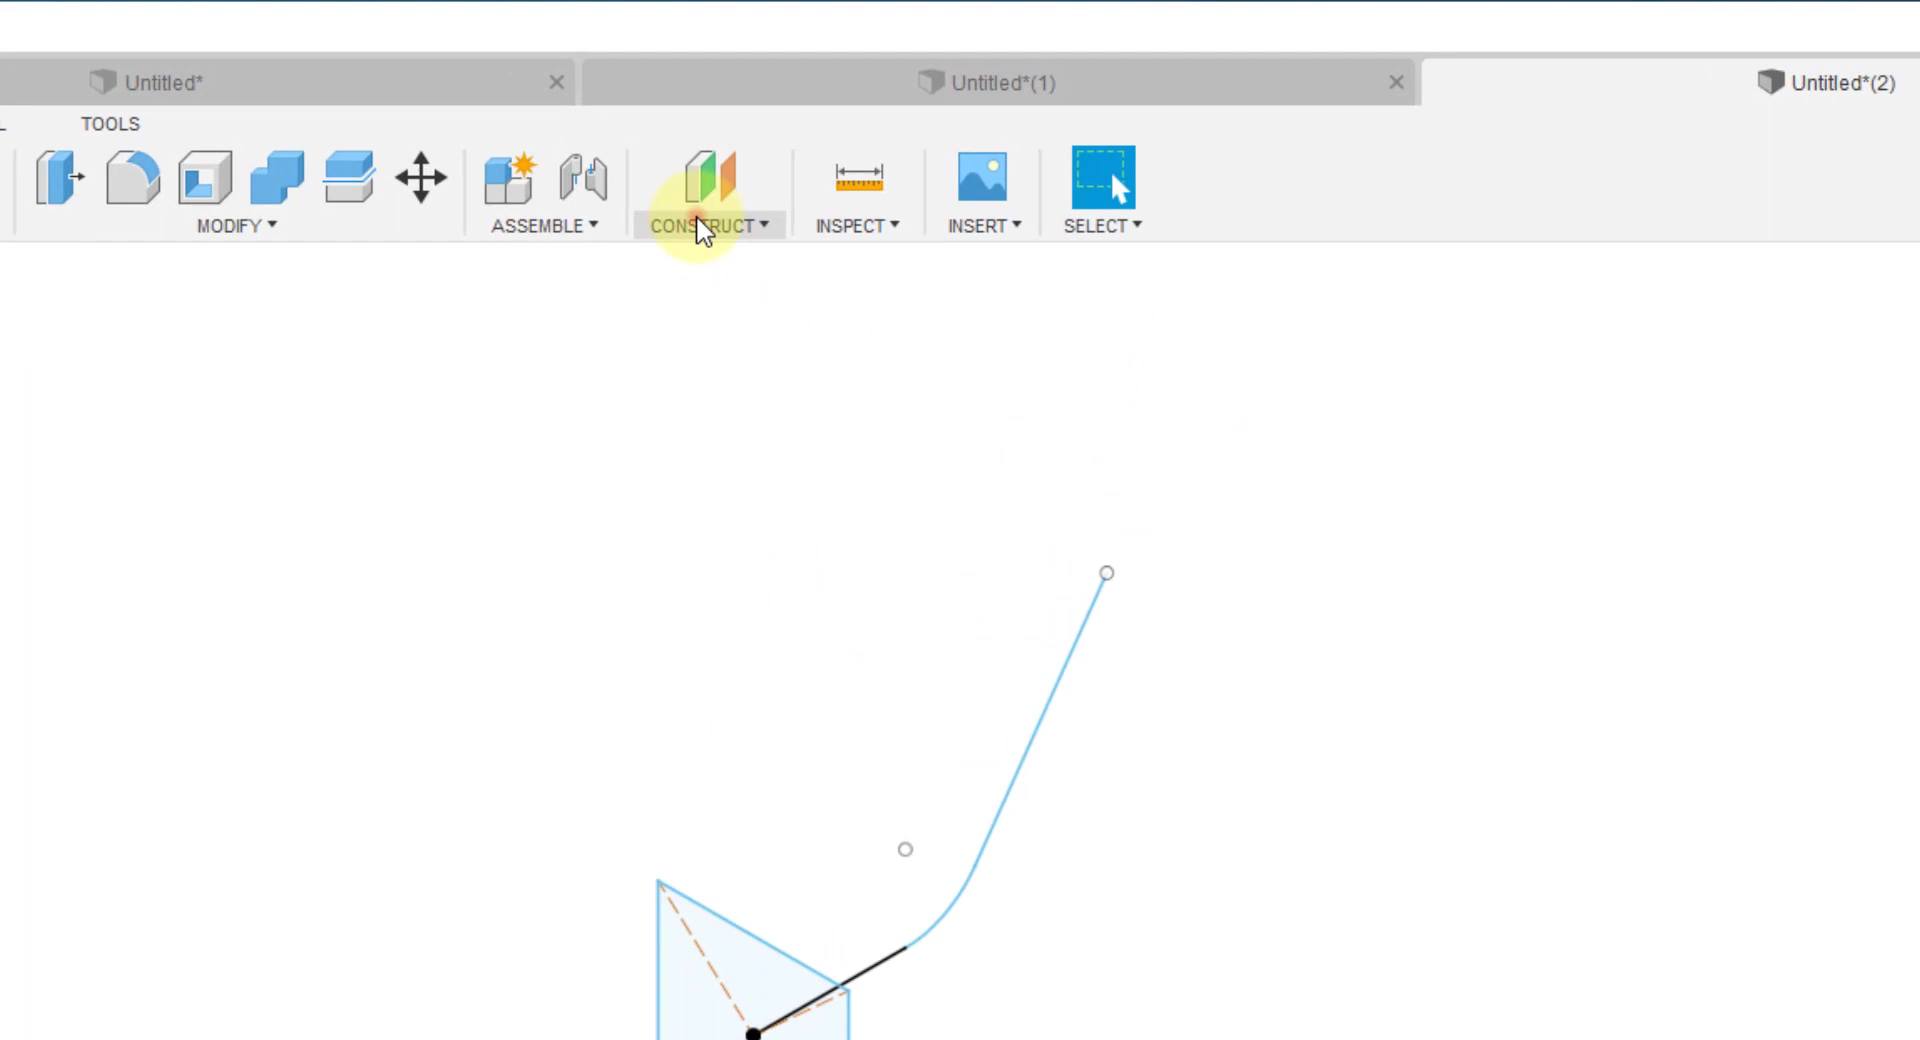 Untitled*
Untitled*(1)
Untitled*(2)
TOOLS
MODIFY
ASSEMBLE
CONSTRUCT
INSPECT
INSERT
SELECT